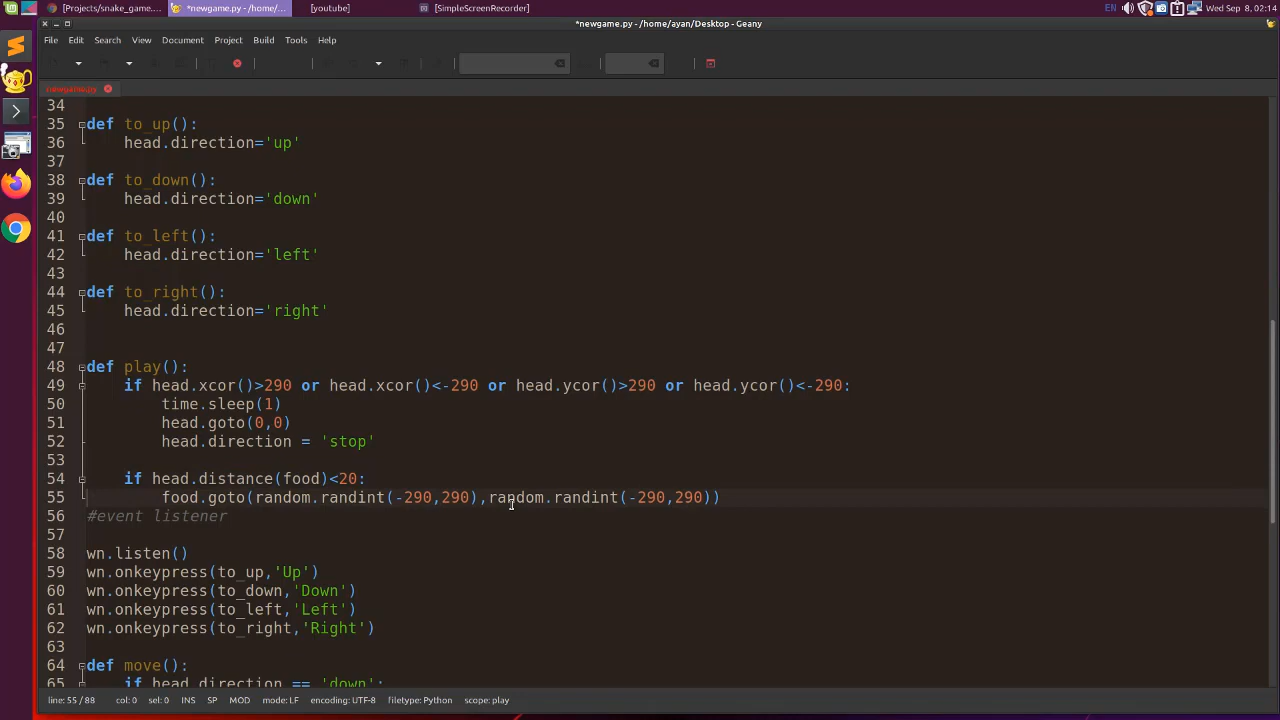 [Projects/snake_game.... *newgame.py - /home/... [youtube] [SimpleScreenRecorder] EN Wed Sep 8, 02:14
*newgame.py - /home/ayan/Desktop - Geany
File Edit Search View Document Project Build Tools Help
newgame.py
34
35 def to_up():
36 head.direction='up'
37
38 def to_down():
39 head.direction='down'
40
41 def to_left():
42 head.direction='left'
43
44 def to_right():
45 head.direction='right'
46
47
48 def play():
49 if head.xcor()>290 or head.xcor()<-290 or head.ycor()>290 or head.ycor()<-290:
50 time.sleep(1)
51 head.goto(0,0)
52 head.direction = 'stop'
53
54 if head.distance(food)<20:
55 food.goto(random.randint(-290,290),random.randint(-290,290))
56 #event listener
57
58 wn.listen()
59 wn.onkeypress(to_up,'Up')
60 wn.onkeypress(to_down,'Down')
61 wn.onkeypress(to_left,'Left')
62 wn.onkeypress(to_right,'Right')
63
64 def move():
65 if head.direction == 'down':
line: 55 / 88 col: 0 sel: 0 INS SP MOD mode: LF encoding: UTF-8 filetype: Python scope: play